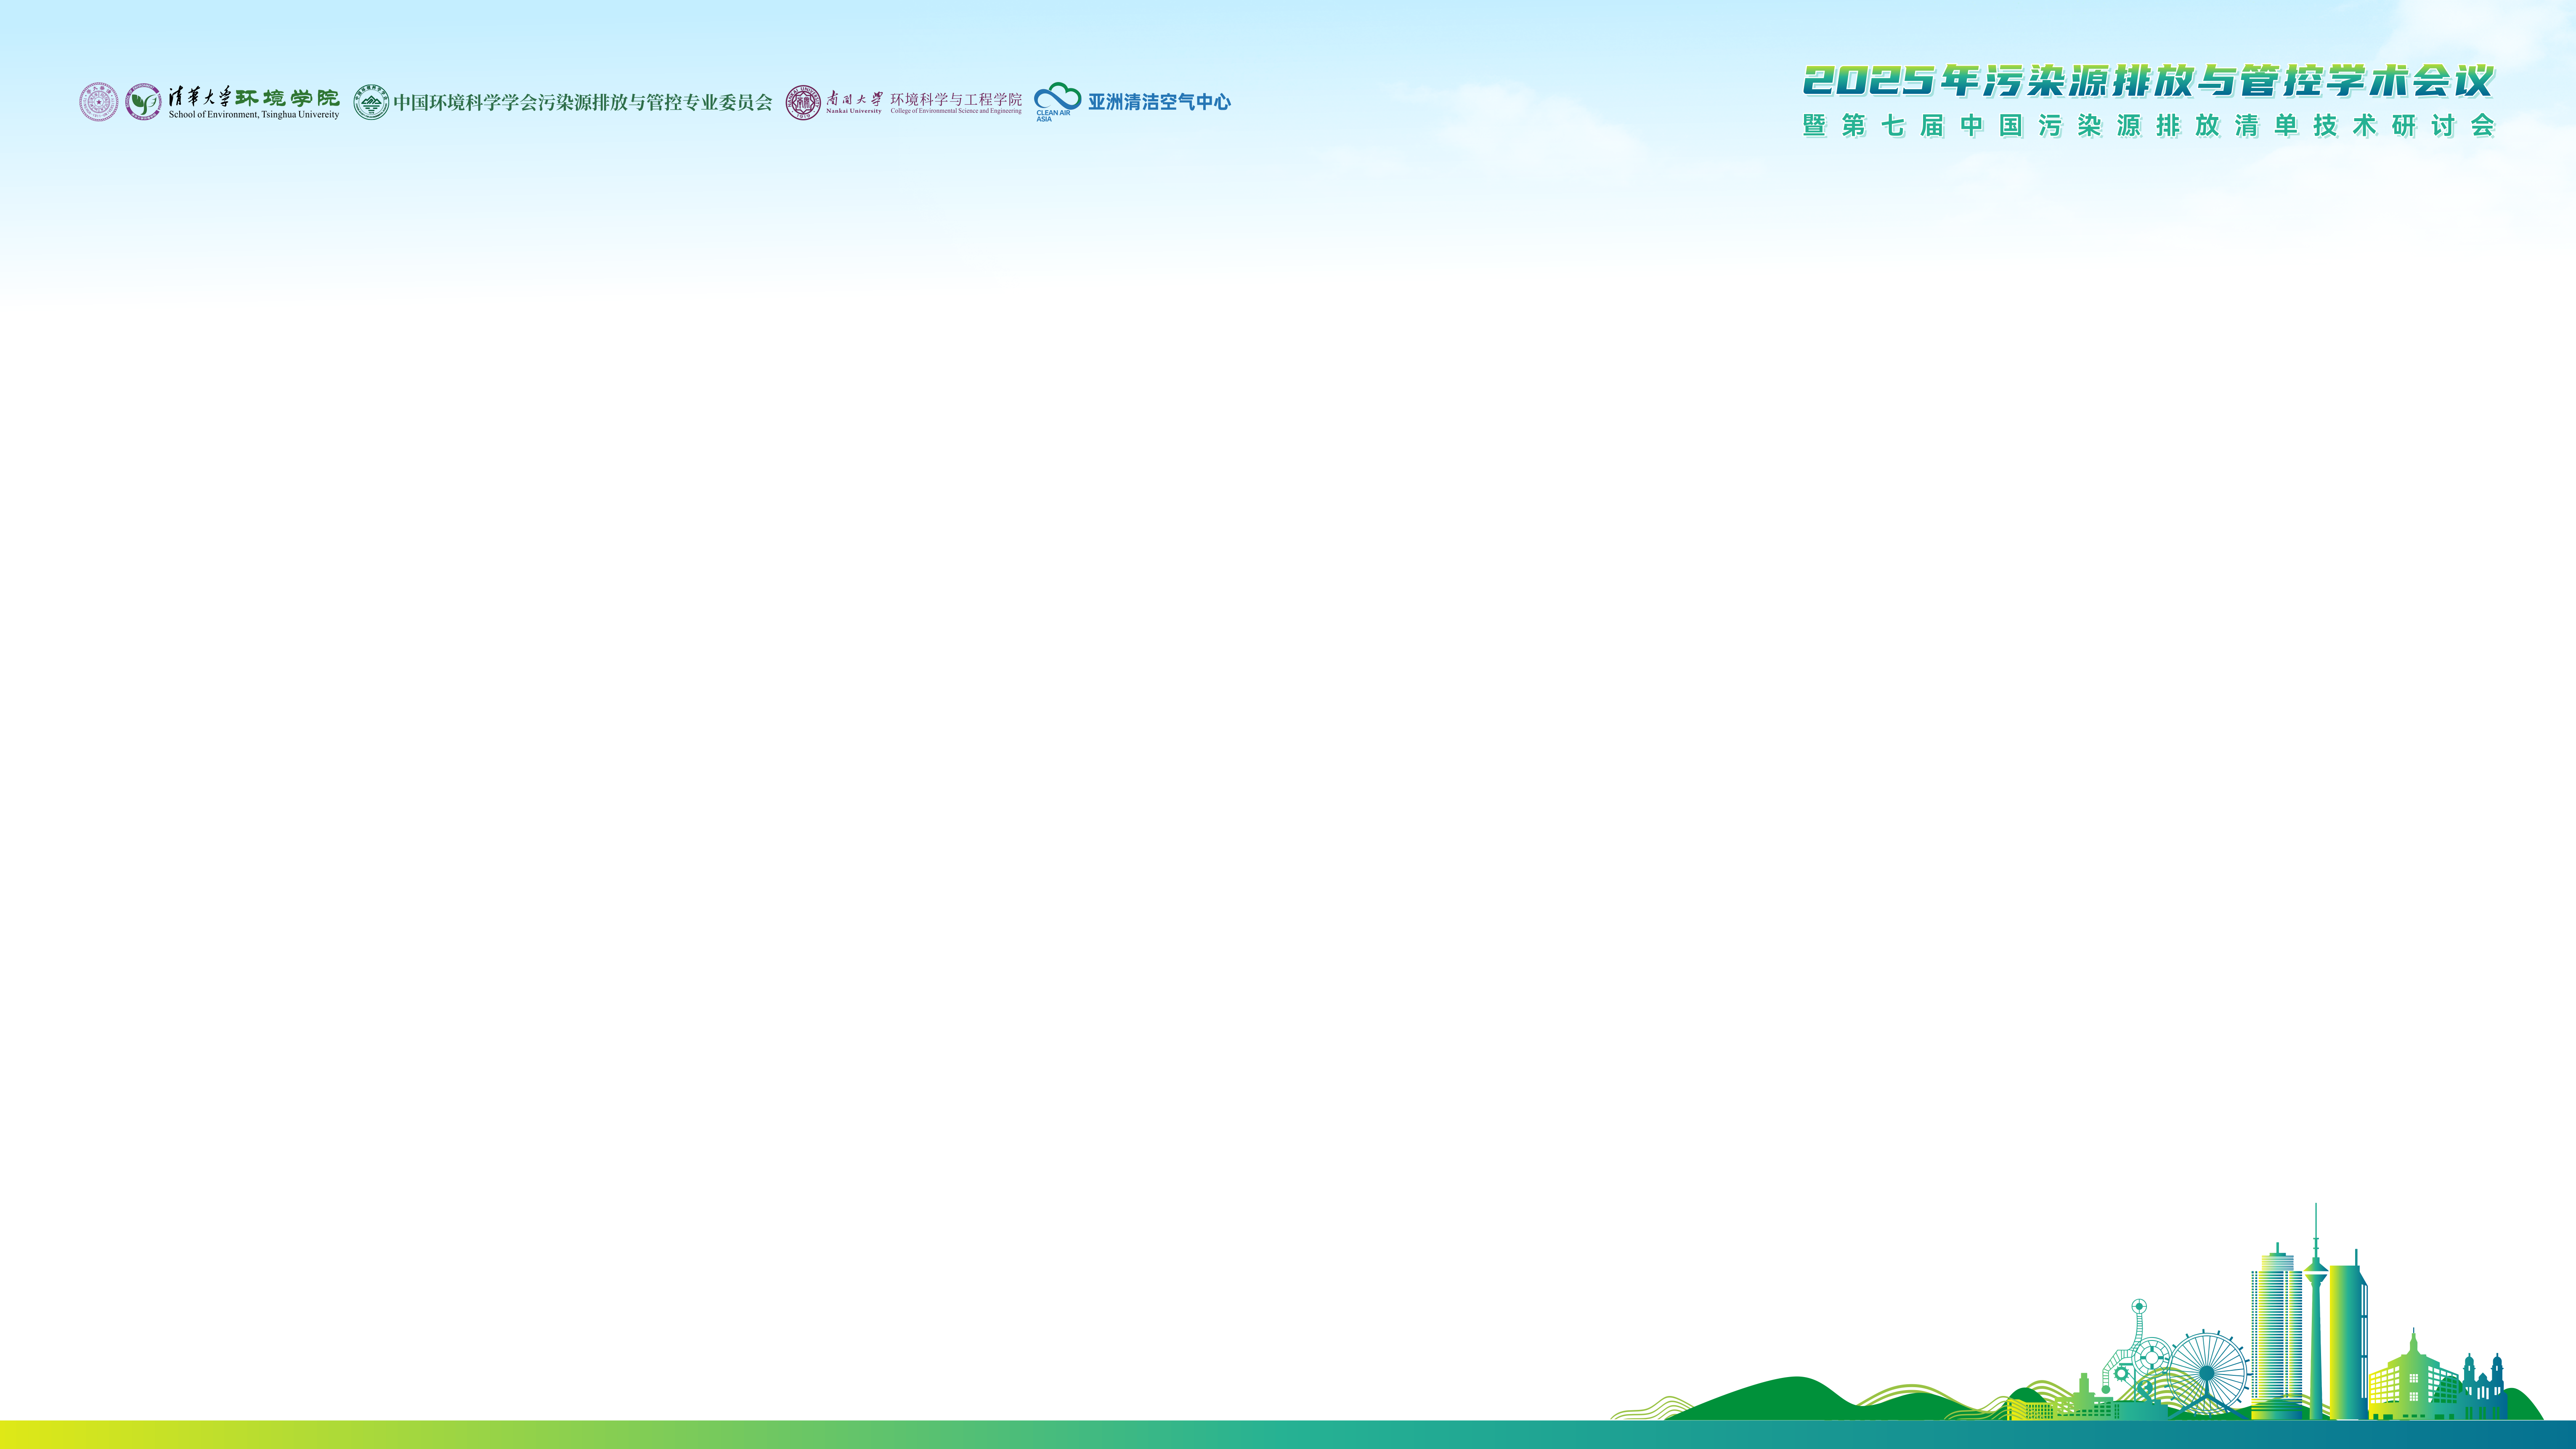 清华大学环境学院
School of Environment, Tsinghua Univereity
中国环境科学学会污染源排放与管控专业委员会
NANKAI UNIVERSITY
1919
南开大学
Nankai University
环境科学与工程学院
College of Environmental Science and Engineering
CLEAN AIR
ASIA
亚洲清洁空气中心
2025年污染源排放与管控学术会议
暨第七届中国污染源排放清单技术研讨会